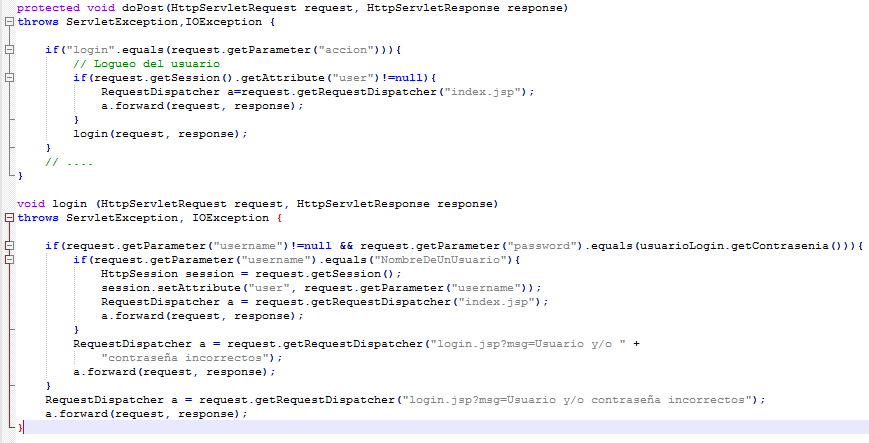 protected void doPost(HttpServletRequest request, HttpServletResponse response)
throws ServletException,IOException {
if("login".equals(request.getParameter("accion"))){
// Logueo del usuario
if(request.getSession().getAttribute("user")!=null){
RequestDispatcher a=request.getRequestDispatcher("index.jsp");
a.forward(request, response);
}
login(request, response);
}
// ....
}
void login (HttpServletRequest request, HttpServletResponse response)
throws ServletException, IOException {
if(request.getParameter("username")!=null && request.getParameter("password").equals(usuarioLogin.getContrasenia())){
if(request.getParameter("username").equals("NombreDeUnUsuario"){
HttpSession session = request.getSession();
session.setAttribute("user", request.getParameter("username"));
RequestDispatcher a = request.getRequestDispatcher("index.jsp");
a.forward(request, response);
}
RequestDispatcher a = request.getRequestDispatcher("login.jsp?msg=Usuario y/o " +
"contraseña incorrectos");
a.forward(request, response);
}
RequestDispatcher a = request.getRequestDispatcher("login.jsp?msg=Usuario y/o contraseña incorrectos");
a.forward(request, response);
}